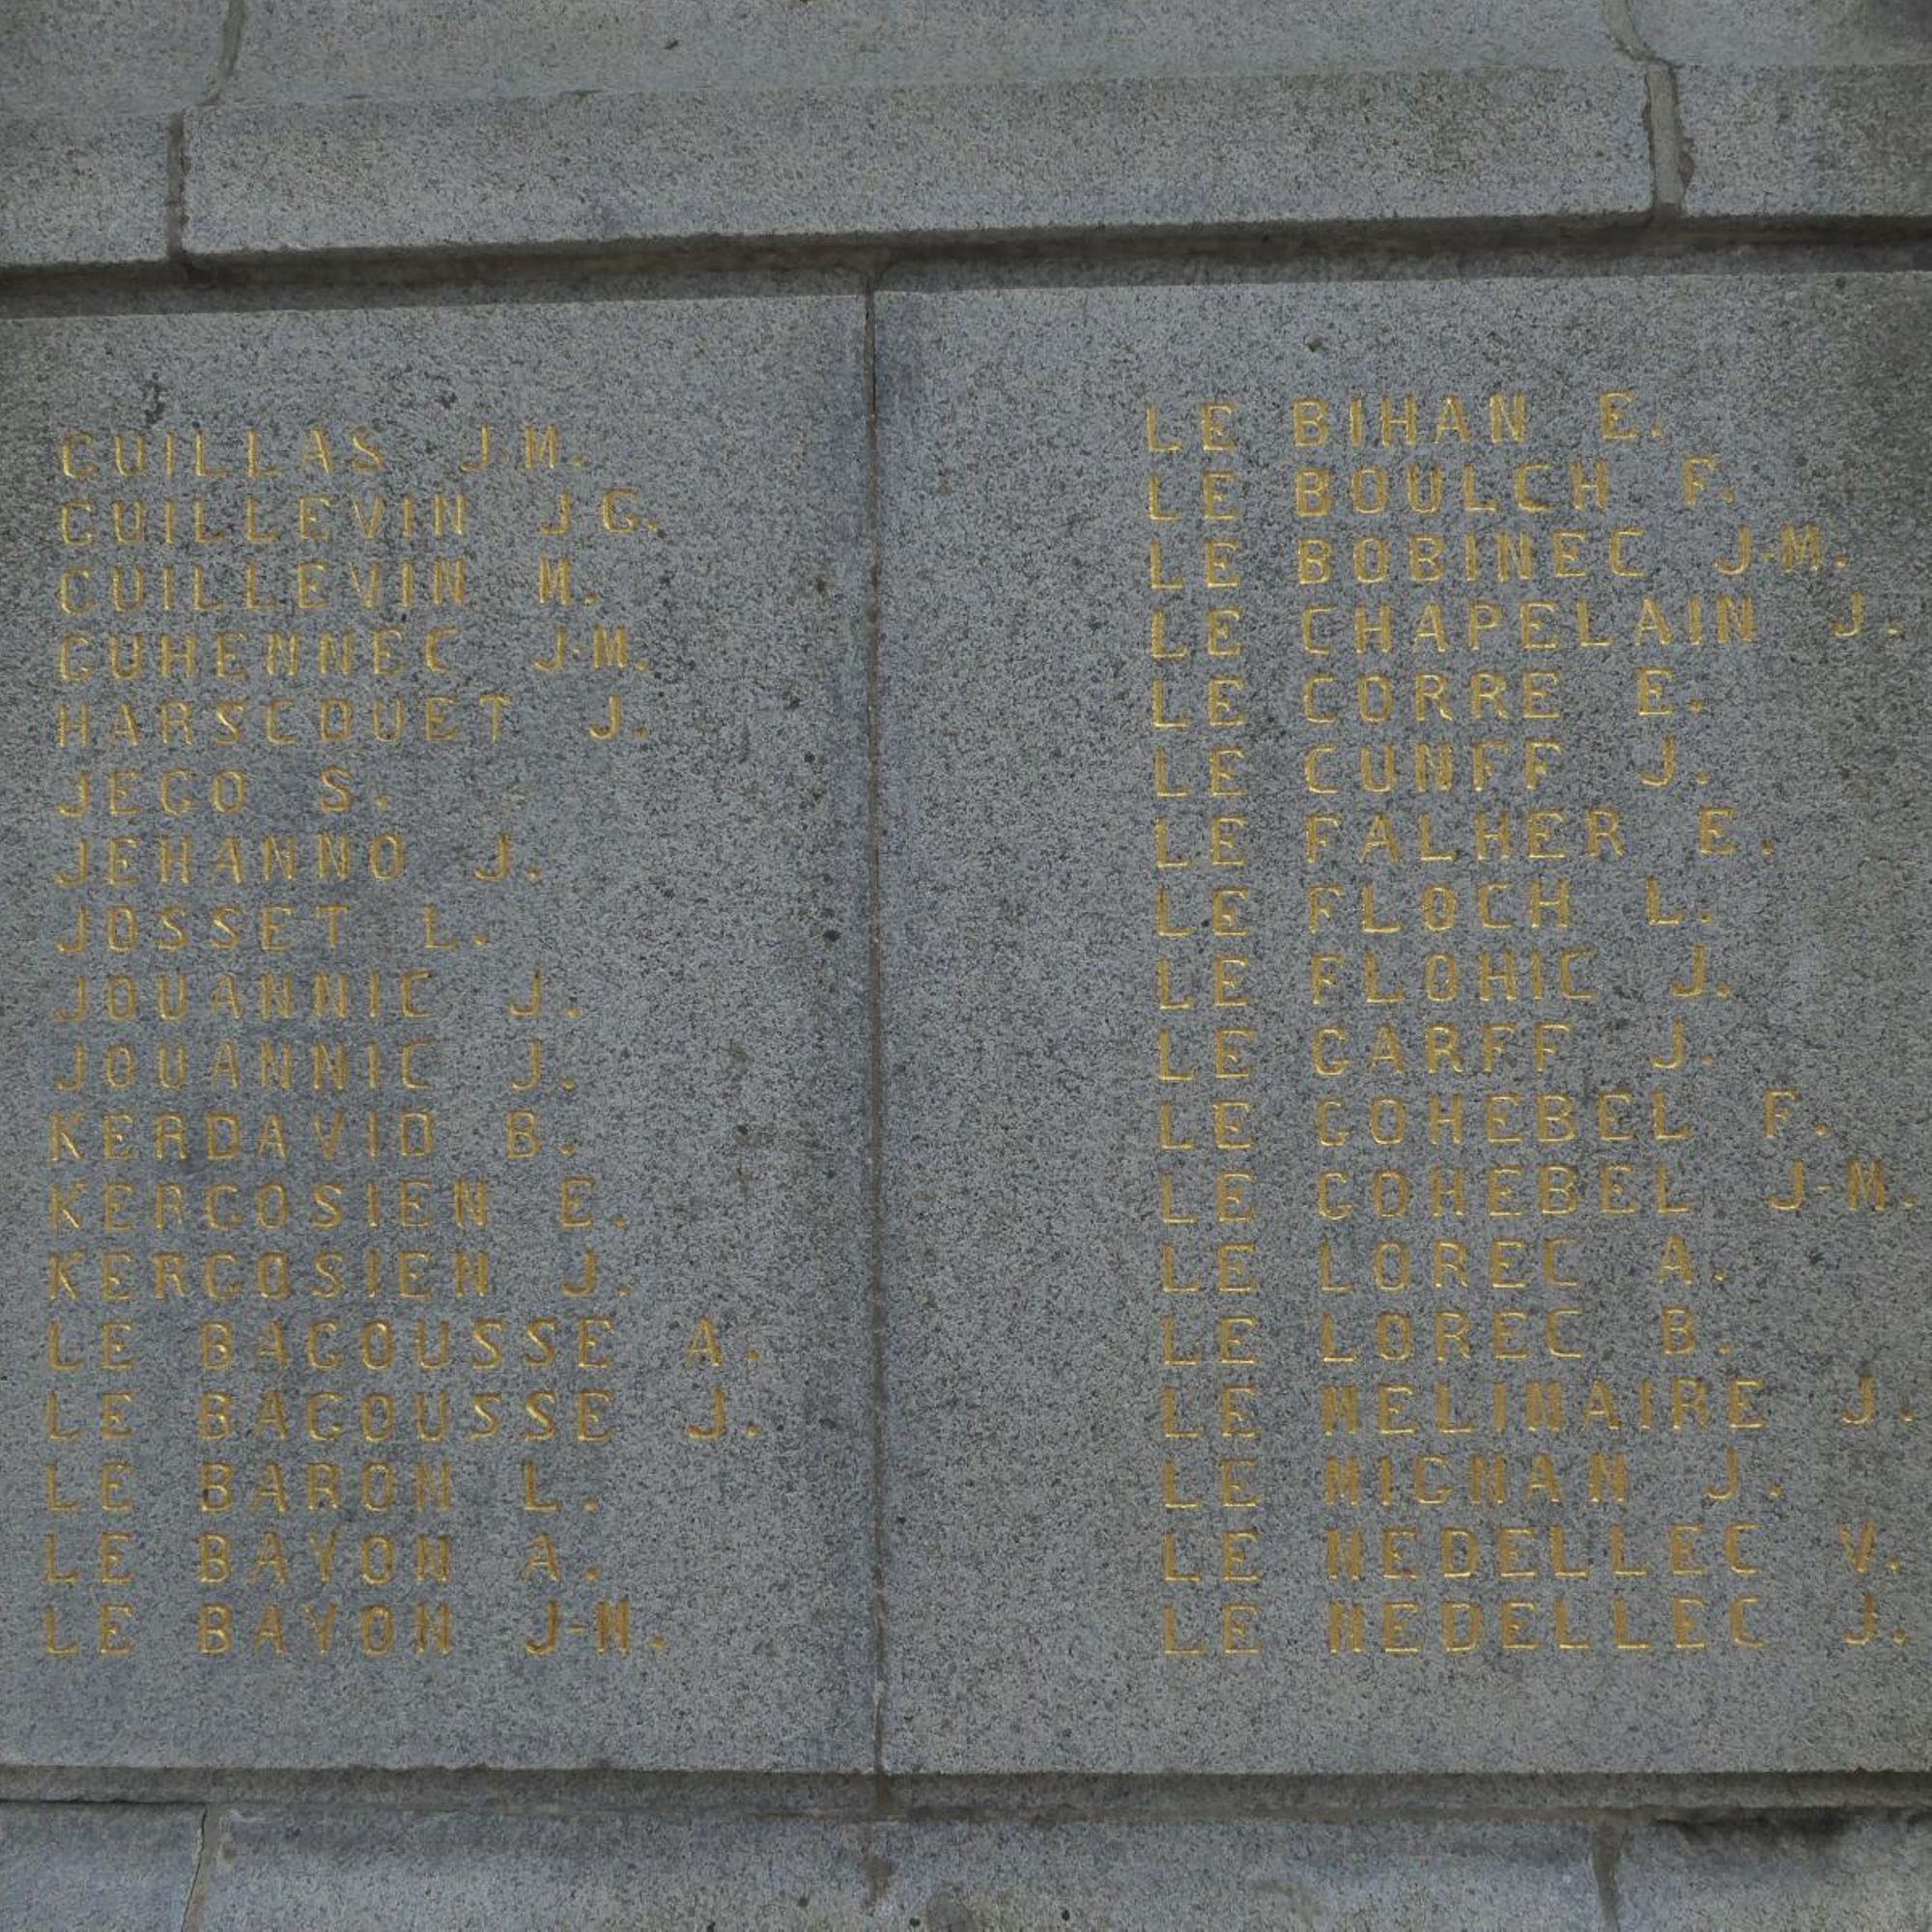 GUILLAS J.M.
GUILLEVIN J G.
GUILLEVIN M.
GUHENNEC J-M.
HARSCOUET J.
JEGO S.
JEHANNO J.
JOSSET L.
JOUANNIC J.
JOUANNIC J.
KERDAVID B.
KERGOSIEN E.
KERGOSIEN J.
LE BAGOUSSE A.
LE BAGOUSSE J.
LE BARON L.
LE BAYON A.
LE BAYON J-M.
LE BIHAN E.
LE BOULCH F.
LE BOBINEC J-M.
LE CHAPELAIN J.
LE CORRE E.
LE CUNFF J.
LE FALHER E.
LE FLOCH L.
LE FLOHIC J.
LE GARFF J.
LE GOHEBEL F.
LE GOHEBEL J-M.
LE LOREC A.
LE LOREC B.
LE MELINAIRE J.
LE MIGNAN J.
LE NEDELLEC V.
LE NEDELLEC J.